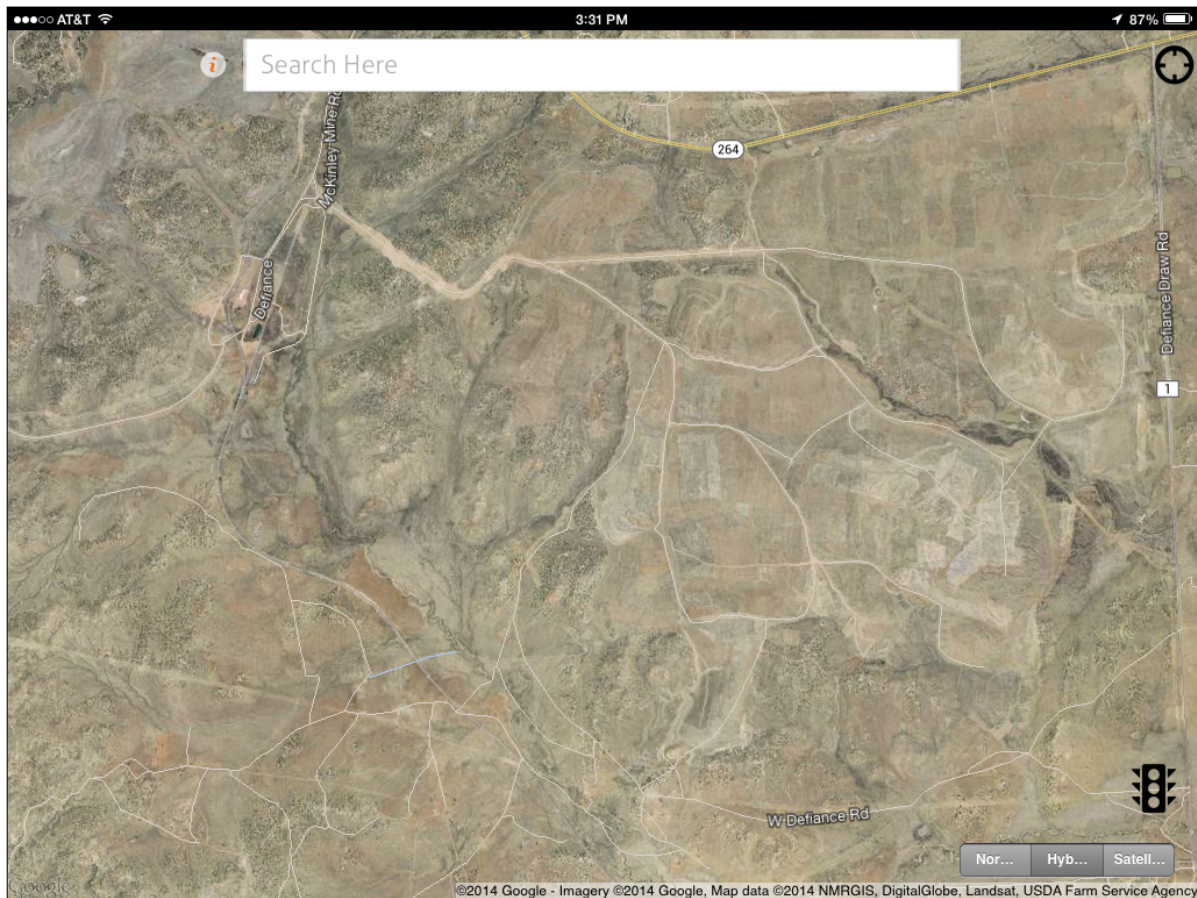 ●●●○○ AT&T 3:31 PM 87%
i Search Here
McKinley Mine Rd
264
Defiance
Defiance Draw Rd
1
W Defiance Rd
Nor... Hyb... Satell...
Google
©2014 Google - Imagery ©2014 Google, Map data ©2014 NMRGIS, DigitalGlobe, Landsat, USDA Farm Service Agency